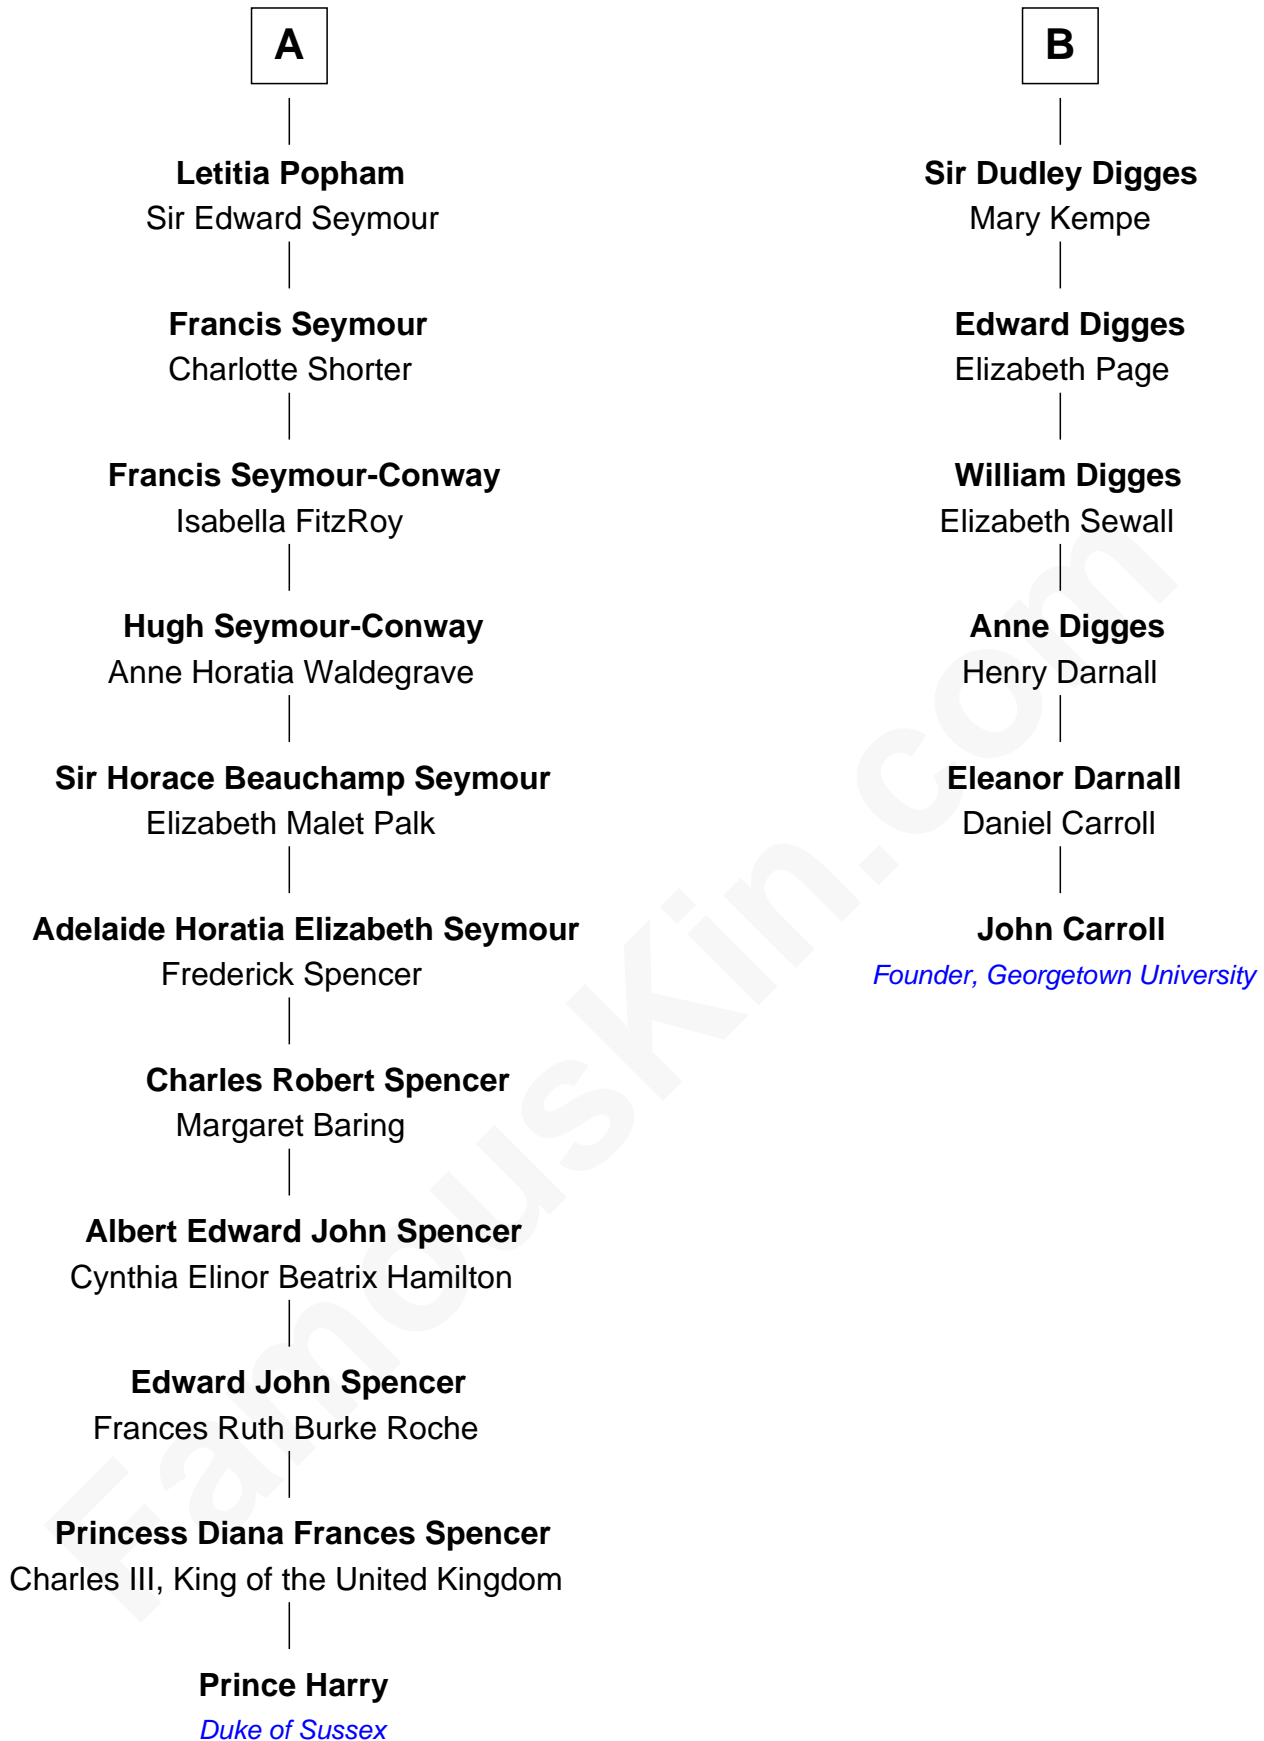 A
Letitia Popham
Sir Edward Seymour
Francis Seymour
Charlotte Shorter
Francis Seymour-Conway
Isabella FitzRoy
Hugh Seymour-Conway
Anne Horatia Waldegrave
Sir Horace Beauchamp Seymour
Elizabeth Malet Palk
Adelaide Horatia Elizabeth Seymour
Frederick Spencer
Charles Robert Spencer
Margaret Baring
Albert Edward John Spencer
Cynthia Elinor Beatrix Hamilton
Edward John Spencer
Frances Ruth Burke Roche
Princess Diana Frances Spencer
Charles III, King of the United Kingdom
Prince Harry
Duke of Sussex
B
Sir Dudley Digges
Mary Kempe
Edward Digges
Elizabeth Page
William Digges
Elizabeth Sewall
Anne Digges
Henry Darnall
Eleanor Darnall
Daniel Carroll
John Carroll
Founder, Georgetown University
FamousKin.com